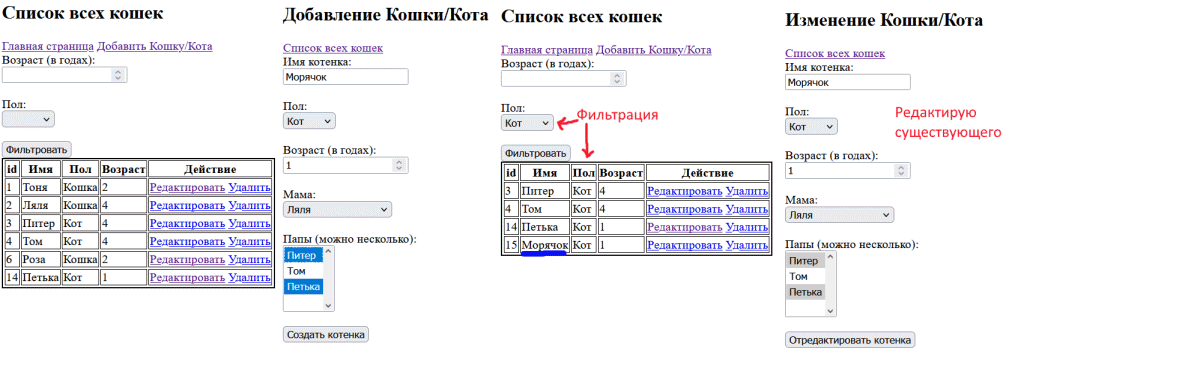 Список всех кошек
Главная страница Добавить Кошку/Кота
Возраст (в годах):
Пол:
Фильтровать
id Имя Пол Возраст Действие
1 Тоня Кошка 2 Редактировать Удалить
2 Ляля Кошка 4 Редактировать Удалить
3 Питер Кот 4 Редактировать Удалить
4 Том Кот 4 Редактировать Удалить
6 Роза Кошка 2 Редактировать Удалить
14 Петька Кот 1 Редактировать Удалить
Добавление Кошки/Кота
Список всех кошек
Имя котенка:
Морячок
Пол:
Кот
Возраст (в годах):
1
Мама:
Ляля
Папы (можно несколько):
Питер
Том
Петька
Создать котенка
Список всех кошек
Главная страница Добавить Кошку/Кота
Возраст (в годах):
Пол:
Кот
Фильтрация
Фильтровать
id Имя Пол Возраст Действие
3 Питер Кот 4 Редактировать Удалить
4 Том Кот 4 Редактировать Удалить
14 Петька Кот 1 Редактировать Удалить
15 Морячок Кот 1 Редактировать Удалить
Изменение Кошки/Кота
Список всех кошек
Имя котенка:
Морячок
Пол:
Кот
Редактирую
существующего
Возраст (в годах):
1
Мама:
Ляля
Папы (можно несколько):
Питер
Том
Петька
Отредактировать котенка